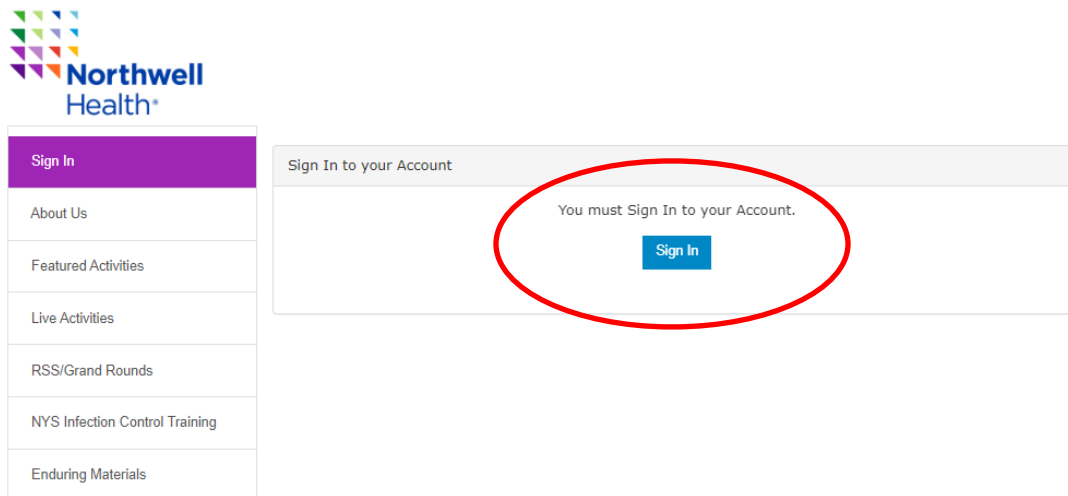 Northwell
Health®
Sign In
About Us
Featured Activities
Live Activities
RSS/Grand Rounds
NYS Infection Control Training
Enduring Materials
Sign In to your Account
You must Sign In to your Account.
Sign In